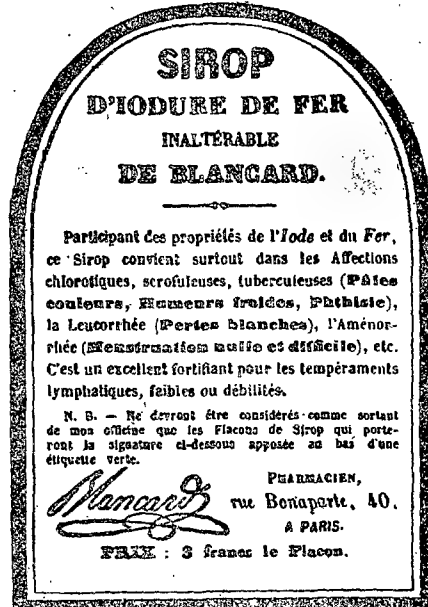 SIROP
D'IODURE DE FER
INALTÉRABLE
DE BLANCARD.
Participant des propriétés de l'Iode et du Fer,
ce Sirop convient surtout dans les Affections
chlorotiques, scrofuleuses, tuberculeuses (Pâles
couleurs, Humeurs froides, Phthisie),
la Leucorrhée (Pertes blanches), l'Aménor-
rhée (Menstruation nulle et difficile), etc.
C'est un excellent fortifiant pour les tempéraments
lymphatiques, faibles ou débilités.
N. B. — Ne devront être considérés comme sortant
de mon officine que les Flacons de Sirop qui porte-
ront la signature ci-dessous apposée au bas d'une
étiquette verte.
Blancard
PHARMACIEN,
rue Bonaparte, 40,
A PARIS.
PRIX : 3 francs le Flacon.